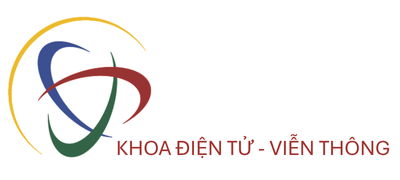 KHOA ĐIỆN TỬ - VIỄN THÔNG